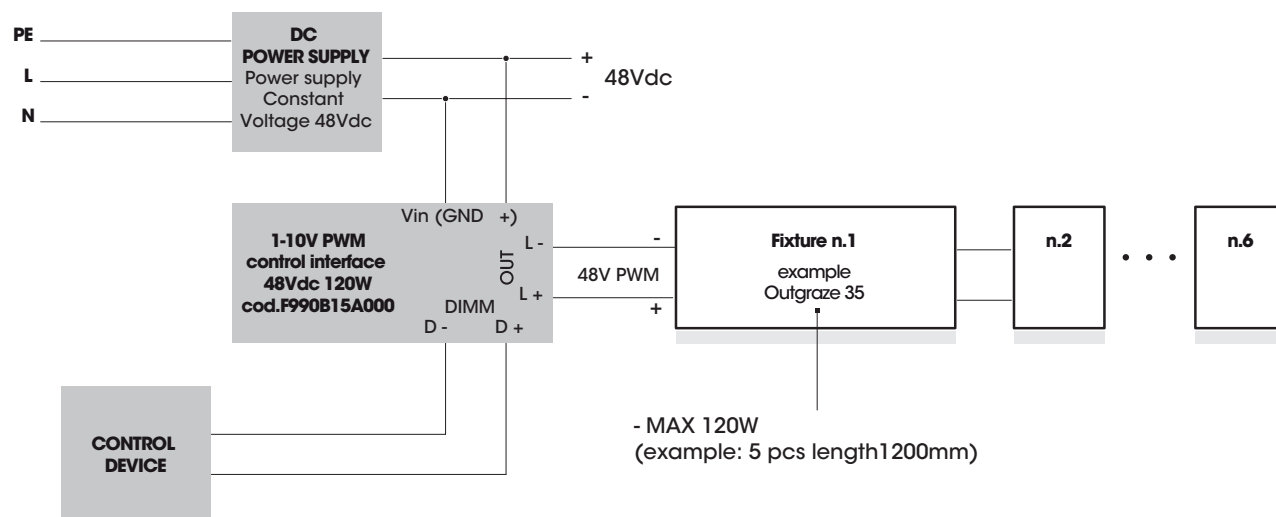 PE
L
N
DC
POWER SUPPLY
Power supply
Constant
Voltage 48Vdc
+
-
48Vdc
Vin (GND +)
1-10V PWM
control interface
48Vdc 120W
cod.F990B15A000
OUT
L -
L +
DIMM
D - D +
-
48V PWM
+
Fixture n.1
example
Outgraze 35
n.2
• • •
n.6
CONTROL
DEVICE
- MAX 120W
(example: 5 pcs length1200mm)